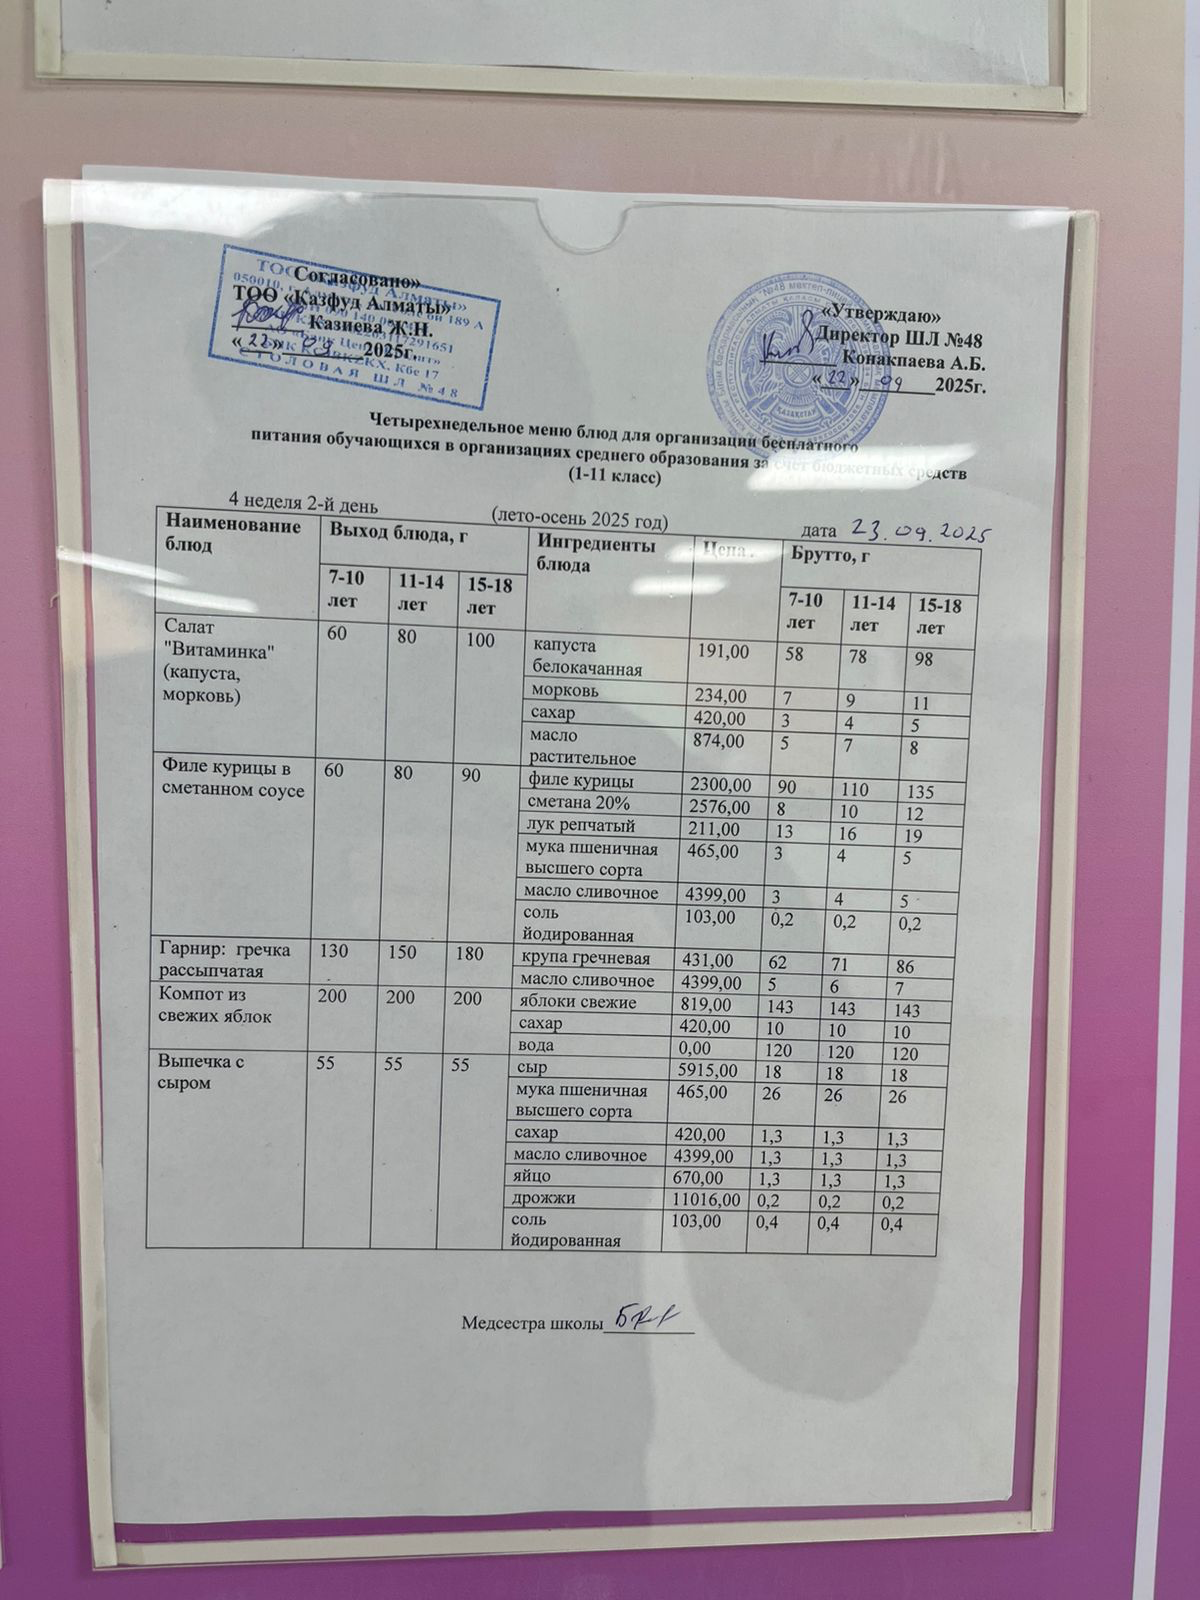 Согласовано»
ТОО «Казфуд Алматы»
Казиева Ж.Н.
«22» 09 2025г.
СТОЛОВАЯ ШЛ №48
«Утверждаю»
Директор ШЛ №48
Конакпаева А.Б.
«22» 09 2025г.
ҚАЗАҚСТАН
Четырехнедельное меню блюд для организации бесплатного
питания обучающихся в организациях среднего образования за счет бюджетных средств
(1-11 класс)
4 неделя 2-й день (лето-осень 2025 год) дата 23.09.2025
Наименование блюд Выход блюда, г Ингредиенты блюда Цена Брутто, г
7-10 лет 11-14 лет 15-18 лет 7-10 лет 11-14 лет 15-18 лет
Салат "Витаминка" (капуста, морковь) 60 80 100 капуста белокачанная 191,00 58 78 98
морковь 234,00 7 9 11
сахар 420,00 3 4 5
масло растительное 874,00 5 7 8
Филе курицы в сметанном соусе 60 80 90 филе курицы 2300,00 90 110 135
сметана 20% 2576,00 8 10 12
лук репчатый 211,00 13 16 19
мука пшеничная высшего сорта 465,00 3 4 5
масло сливочное 4399,00 3 4 5
соль йодированная 103,00 0,2 0,2 0,2
Гарнир: гречка рассыпчатая 130 150 180 крупа гречневая 431,00 62 71 86
масло сливочное 4399,00 5 6 7
Компот из свежих яблок 200 200 200 яблоки свежие 819,00 143 143 143
сахар 420,00 10 10 10
вода 0,00 120 120 120
Выпечка с сыром 55 55 55 сыр 5915,00 18 18 18
мука пшеничная высшего сорта 465,00 26 26 26
сахар 420,00 1,3 1,3 1,3
масло сливочное 4399,00 1,3 1,3 1,3
яйцо 670,00 1,3 1,3 1,3
дрожжи 11016,00 0,2 0,2 0,2
соль йодированная 103,00 0,4 0,4 0,4
Медсестра школы